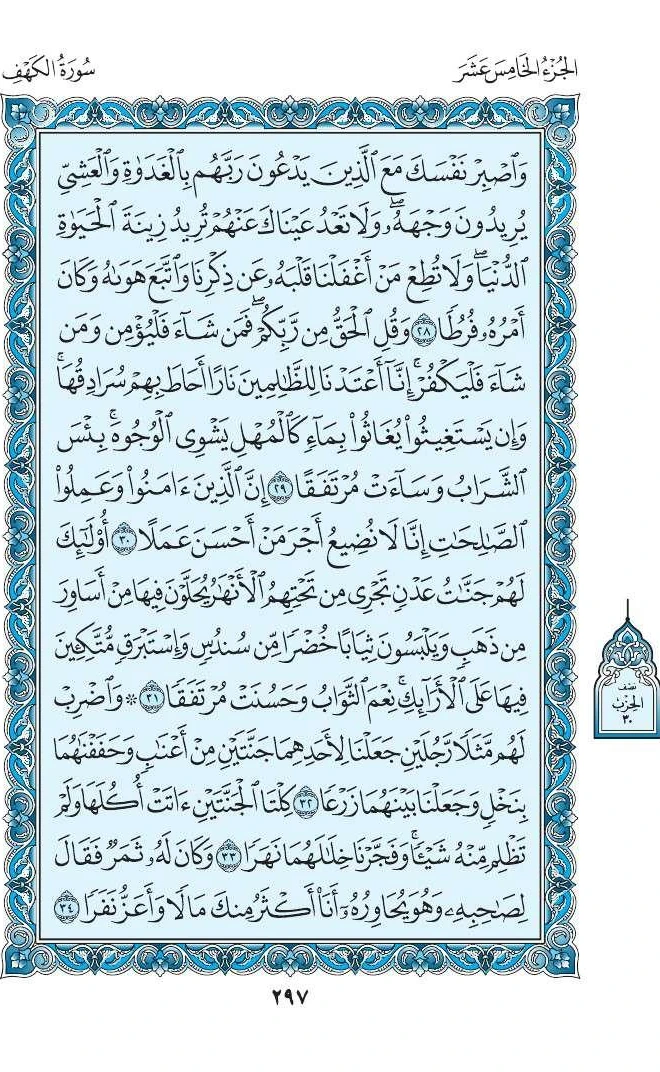 الجُزْءُ الخَامِسَ عَشَرَ
سُورَةُ الكَهْفِ
وَٱصۡبِرۡ نَفۡسَكَ مَعَ ٱلَّذِينَ يَدۡعُونَ رَبَّهُم بِٱلۡغَدَوٰةِ وَٱلۡعَشِيِّ
يُرِيدُونَ وَجۡهَهُۥۖ وَلَا تَعۡدُ عَيۡنَاكَ عَنۡهُمۡ تُرِيدُ زِينَةَ ٱلۡحَيَوٰةِ
ٱلدُّنۡيَاۖ وَلَا تُطِعۡ مَنۡ أَغۡفَلۡنَا قَلۡبَهُۥ عَن ذِكۡرِنَا وَٱتَّبَعَ هَوَىٰهُ وَكَانَ
أَمۡرُهُۥ فُرُطٗا ٢٨ وَقُلِ ٱلۡحَقُّ مِن رَّبِّكُمۡۖ فَمَن شَآءَ فَلۡيُؤۡمِن وَمَن
شَآءَ فَلۡيَكۡفُرۡۚ إِنَّآ أَعۡتَدۡنَا لِلظَّٰلِمِينَ نَارًا أَحَاطَ بِهِمۡ سُرَادِقُهَاۚ
وَإِن يَسۡتَغِيثُواْ يُغَاثُواْ بِمَآءٖ كَٱلۡمُهۡلِ يَشۡوِي ٱلۡوُجُوهَۚ بِئۡسَ
ٱلشَّرَابُ وَسَآءَتۡ مُرۡتَفَقًا ٢٩ إِنَّ ٱلَّذِينَ ءَامَنُواْ وَعَمِلُواْ
ٱلصَّٰلِحَٰتِ إِنَّا لَا نُضِيعُ أَجۡرَ مَنۡ أَحۡسَنَ عَمَلًا ٣٠ أُوْلَٰٓئِكَ
لَهُمۡ جَنَّٰتُ عَدۡنٖ تَجۡرِي مِن تَحۡتِهِمُ ٱلۡأَنۡهَٰرُ يُحَلَّوۡنَ فِيهَا مِنۡ أَسَاوِرَ
مِن ذَهَبٖ وَيَلۡبَسُونَ ثِيَابًا خُضۡرٗا مِّن سُندُسٖ وَإِسۡتَبۡرَقٖ مُّتَّكِـِٔينَ
فِيهَا عَلَى ٱلۡأَرَآئِكِۚ نِعۡمَ ٱلثَّوَابُ وَحَسُنَتۡ مُرۡتَفَقٗا ٣١ ۞ وَٱضۡرِبۡ
لَهُم مَّثَلٗا رَّجُلَيۡنِ جَعَلۡنَا لِأَحَدِهِمَا جَنَّتَيۡنِ مِنۡ أَعۡنَٰبٖ وَحَفَفۡنَٰهُمَا
بِنَخۡلٖ وَجَعَلۡنَا بَيۡنَهُمَا زَرۡعٗا ٣٢ كِلۡتَا ٱلۡجَنَّتَيۡنِ ءَاتَتۡ أُكُلَهَا وَلَمۡ
تَظۡلِم مِّنۡهُ شَيۡـٔٗاۚ وَفَجَّرۡنَا خِلَٰلَهُمَا نَهَرٗا ٣٣ وَكَانَ لَهُۥ ثَمَرٞ فَقَالَ
لِصَٰحِبِهِۦ وَهُوَ يُحَاوِرُهُۥٓ أَنَا۠ أَكۡثَرُ مِنكَ مَالٗا وَأَعَزُّ نَفَرٗا ٣٤
نصف
الحزب
٣٠
٢٩٧